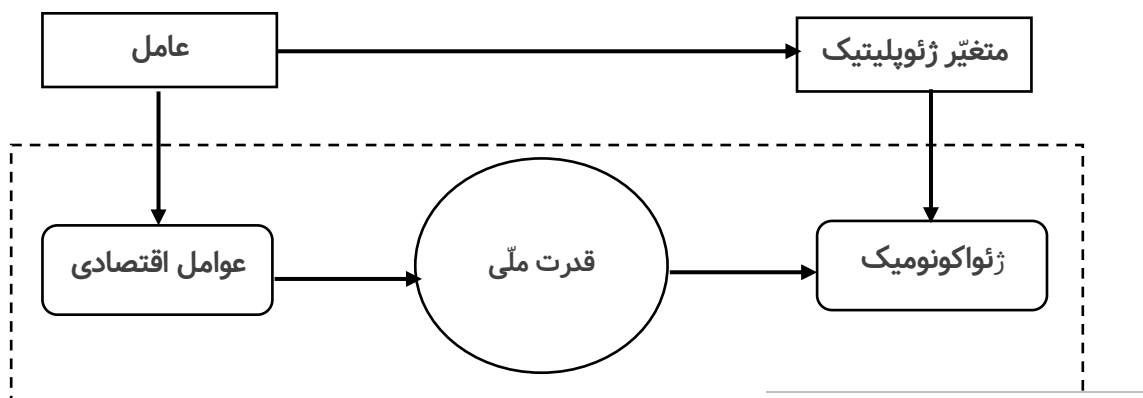 متغیّر ژئوپلیتیک
عامل
ژئواکونومیک
قدرت ملّی
عوامل اقتصادی